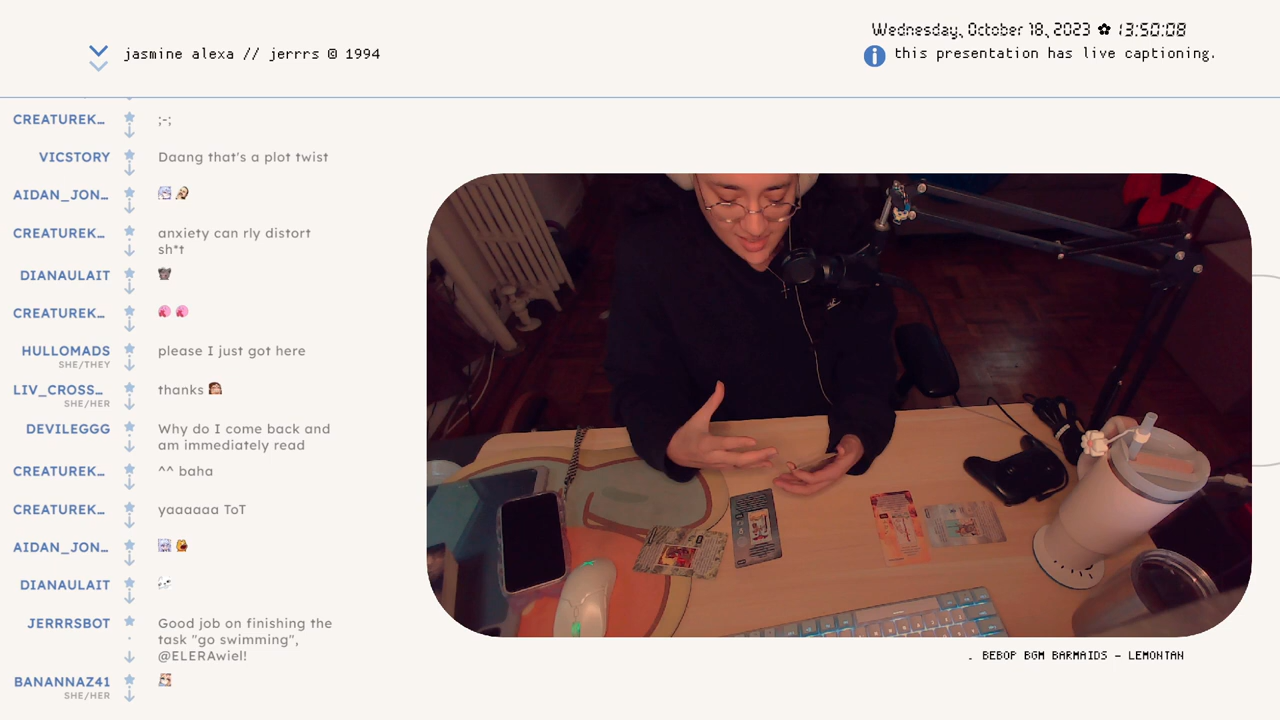 Wednesday, October 18, 2023 ✿ 13:50:08
jasmine alexa // jerrrs © 1994
this presentation has live captioning.
CREATUREK… ;-;
VICSTORY Daang that's a plot twist
AIDAN_JON…
CREATUREK… anxiety can rly distort
sh*t
DIANAULAIT
CREATUREK…
HULLOMADS please I just got here
SHE/THEY
LIV_CROSS… thanks
SHE/HER
DEVILEGGG Why do I come back and
am immediately read
CREATUREK… ^^ baha
CREATUREK… yaaaaaa ToT
AIDAN_JON…
DIANAULAIT
JERRRSBOT Good job on finishing the
task "go swimming",
@ELERAwiel!
BANANNAZ41
SHE/HER
. BEBOP BGM BARMAIDS - LEMONTAN